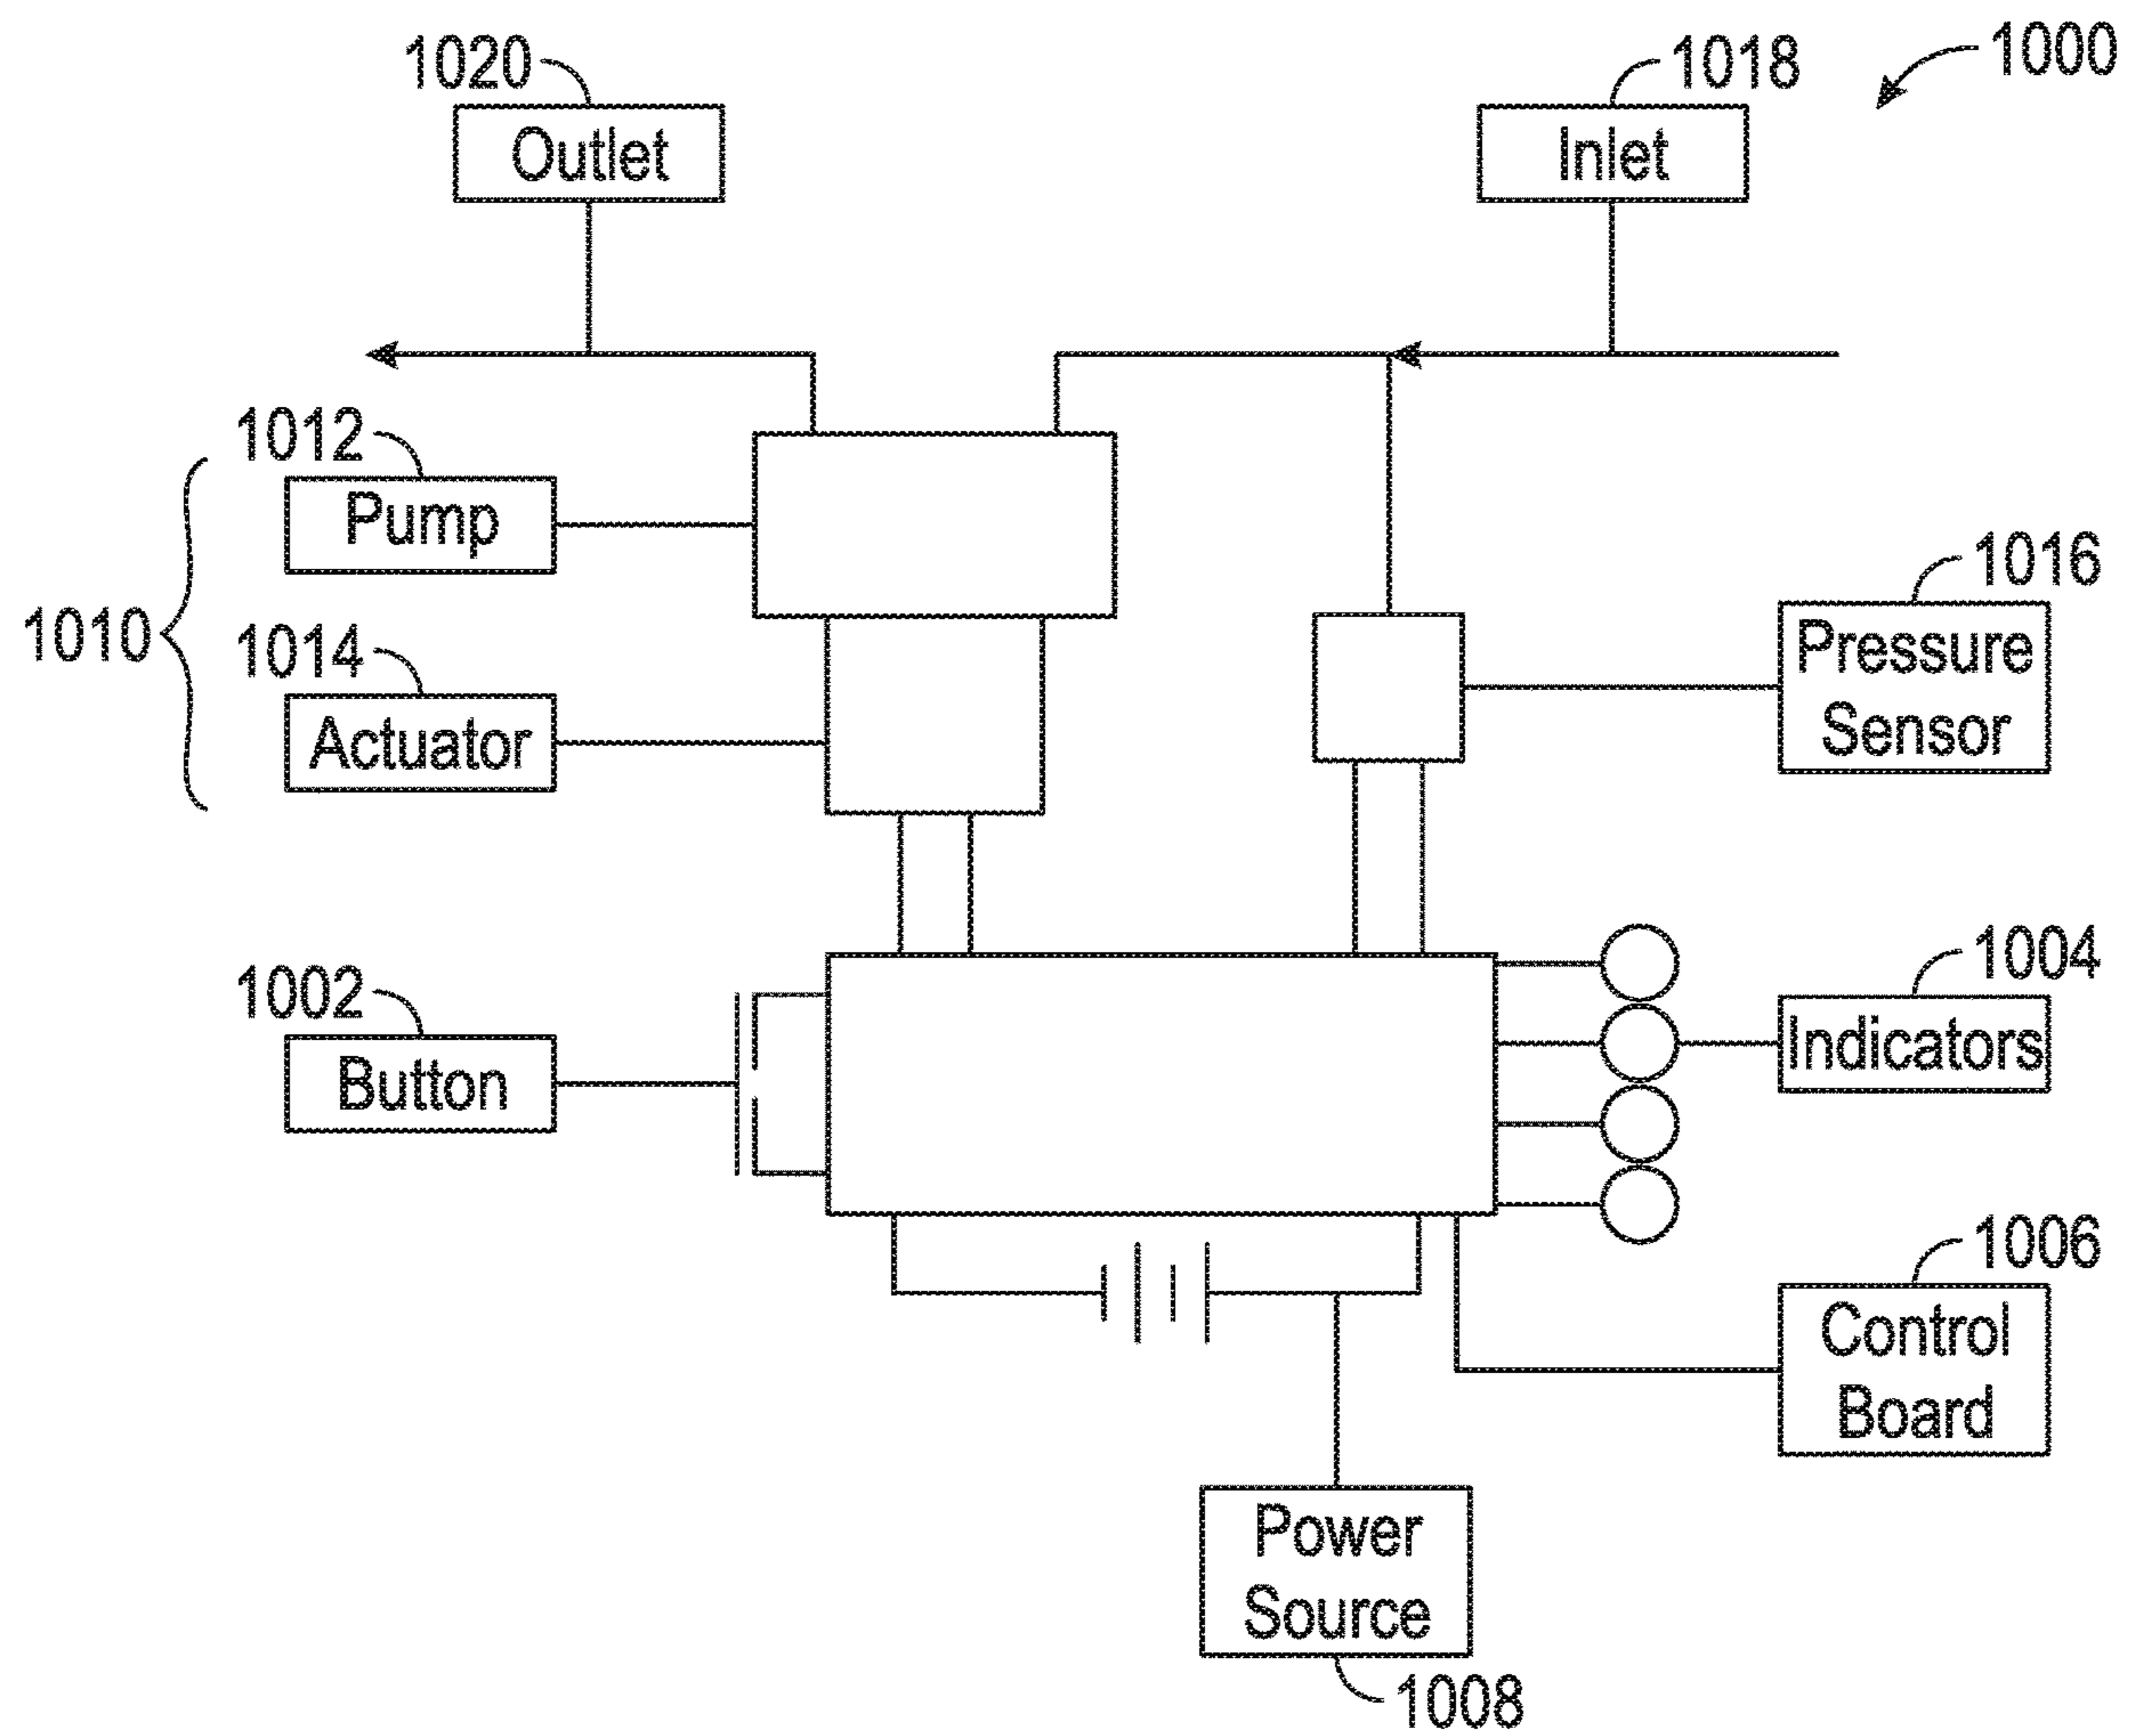 1020
1018
1000
Outlet
Inlet
1012
Pump
1016
1010
1014
Pressure
Sensor
Actuator
1002
1004
Button
Indicators
1006
Control
Board
Power
Source
1008